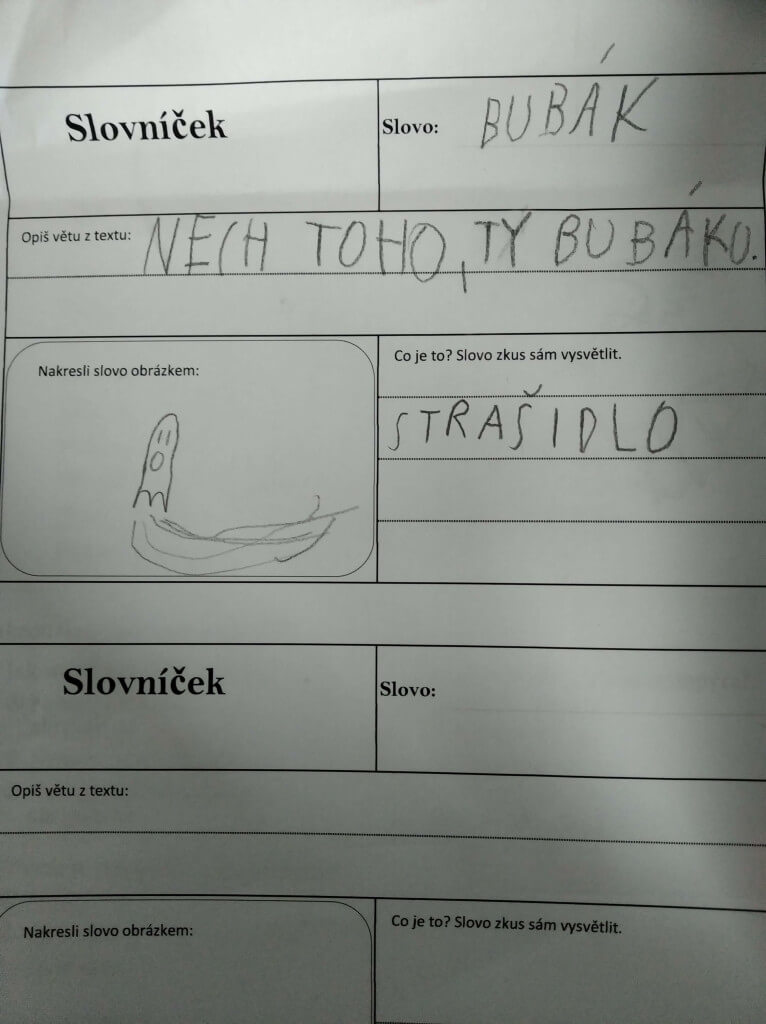 Slovníček
Slovo: BUBÁK
Opiš větu z textu: NECH TOHO, TY BUBÁKU.
Nakresli slovo obrázkem:
Co je to? Slovo zkus sám vysvětlit.
STRAŠIDLO
Slovníček
Slovo:
Opiš větu z textu:
Nakresli slovo obrázkem:
Co je to? Slovo zkus sám vysvětlit.